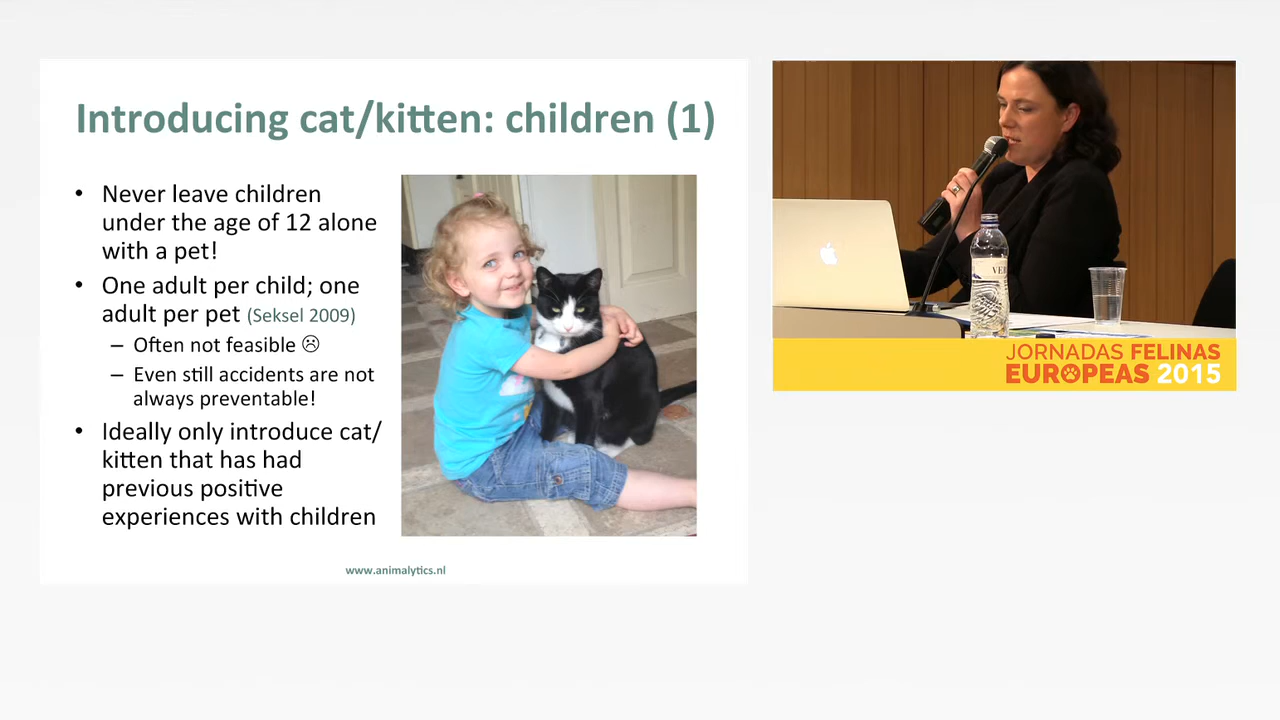 Introducing cat/kitten: children (1)
• Never leave children
under the age of 12 alone
with a pet!
• One adult per child; one
adult per pet (Seksel 2009)
– Often not feasible ☹
– Even still accidents are not
always preventable!
• Ideally only introduce cat/
kitten that has had
previous positive
experiences with children
www.animalytics.nl
JORNADAS FELINAS
EUROPEAS 2015